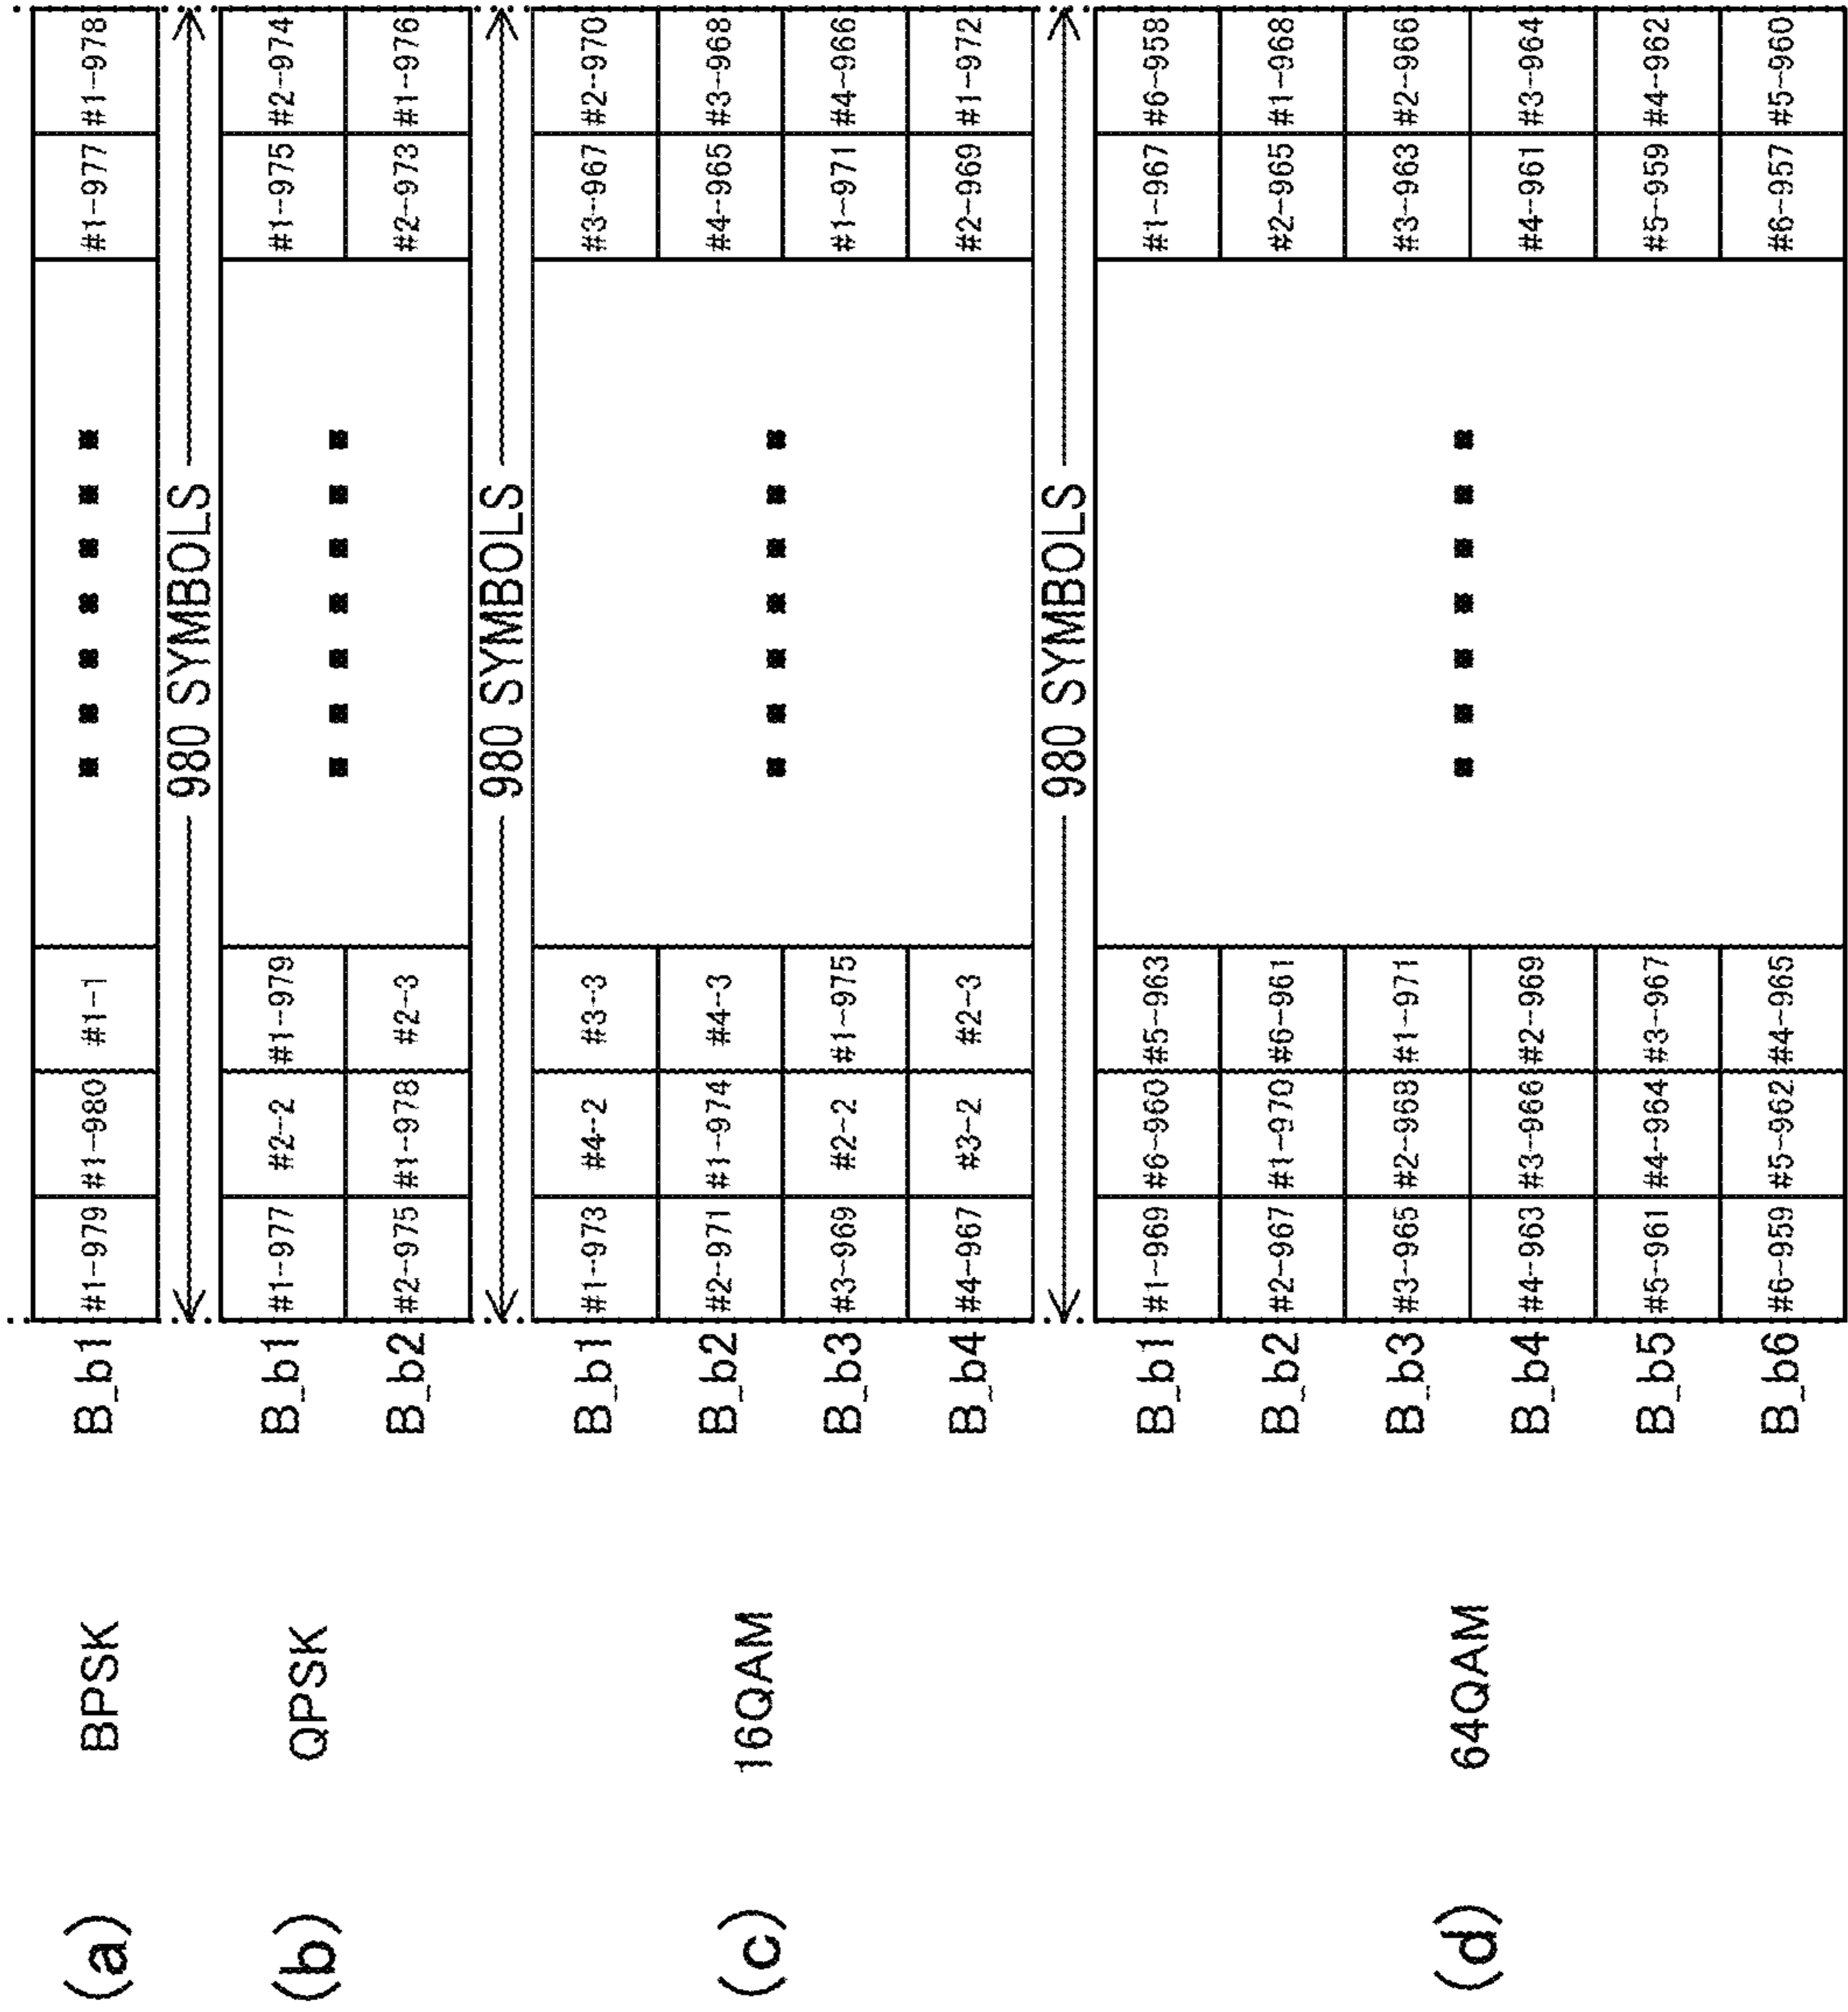 (a) BPSK
B_b1 #1-979 #1-980 #1-1 #1-977 #1-978
980 SYMBOLS
(b) QPSK
B_b1 #1-977 #2-2 #1-979 #1-975 #2-974
B_b2 #2-975 #1-978 #2-3 #2-973 #1-976
980 SYMBOLS
(c) 16QAM
B_b1 #1-973 #4-2 #3-3 #3-967 #2-970
B_b2 #2-971 #1-974 #4-3 #4-965 #3-968
B_b3 #3-969 #2-2 #1-975 #1-971 #4-966
B_b4 #4-967 #3-2 #2-3 #2-969 #1-972
980 SYMBOLS
(d) 64QAM
B_b1 #1-969 #6-960 #5-963 #1-967 #6-958
B_b2 #2-967 #1-970 #6-961 #2-965 #1-968
B_b3 #3-965 #2-968 #1-971 #3-963 #2-966
B_b4 #4-963 #3-966 #2-969 #4-961 #3-964
B_b5 #5-961 #4-964 #3-967 #5-959 #4-962
B_b6 #6-959 #5-962 #4-965 #6-957 #5-960